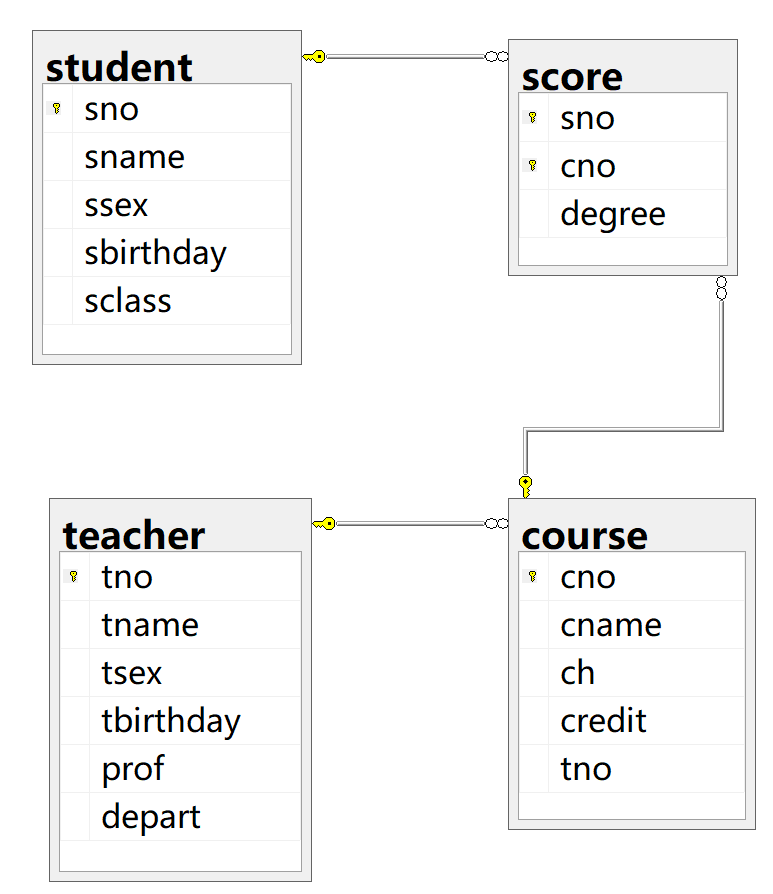 student
sno
sname
ssex
sbirthday
sclass
score
sno
cno
degree
teacher
tno
tname
tsex
tbirthday
prof
depart
course
cno
cname
ch
credit
tno